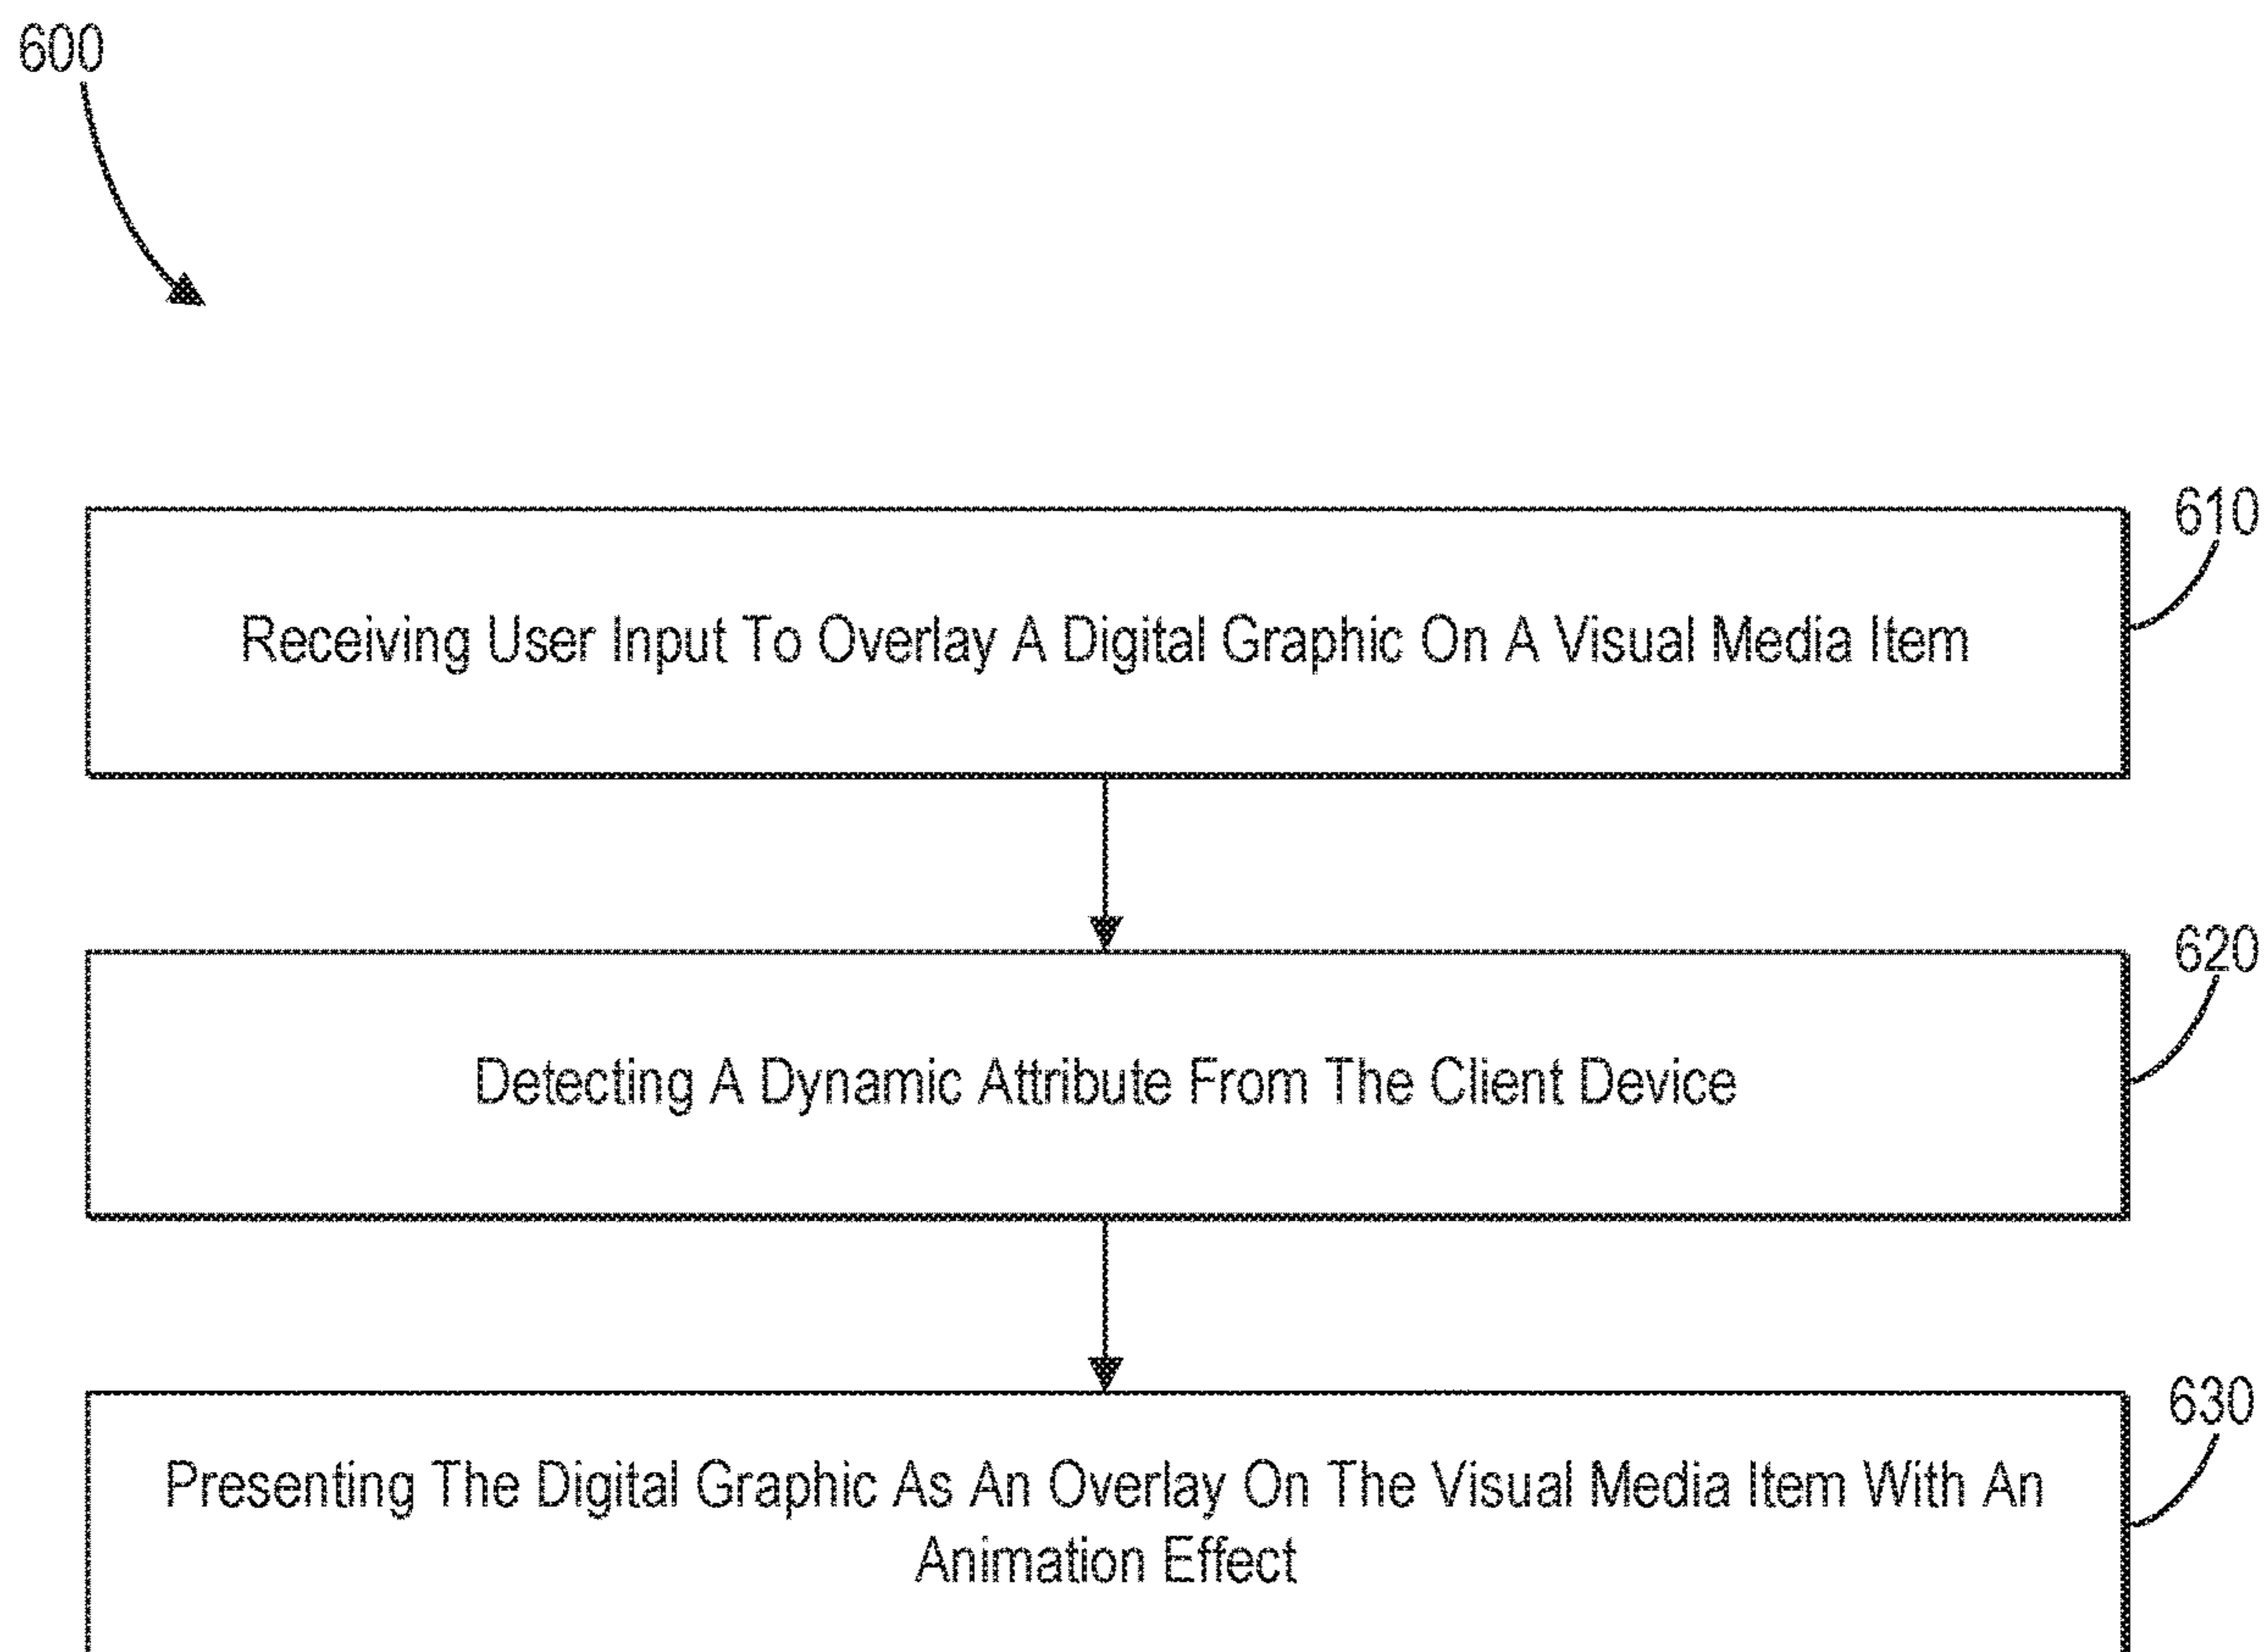 600
610
Receiving User Input To Overlay A Digital Graphic On A Visual Media Item
620
Detecting A Dynamic Attribute From The Client Device
630
Presenting The Digital Graphic As An Overlay On The Visual Media Item With An
Animation Effect